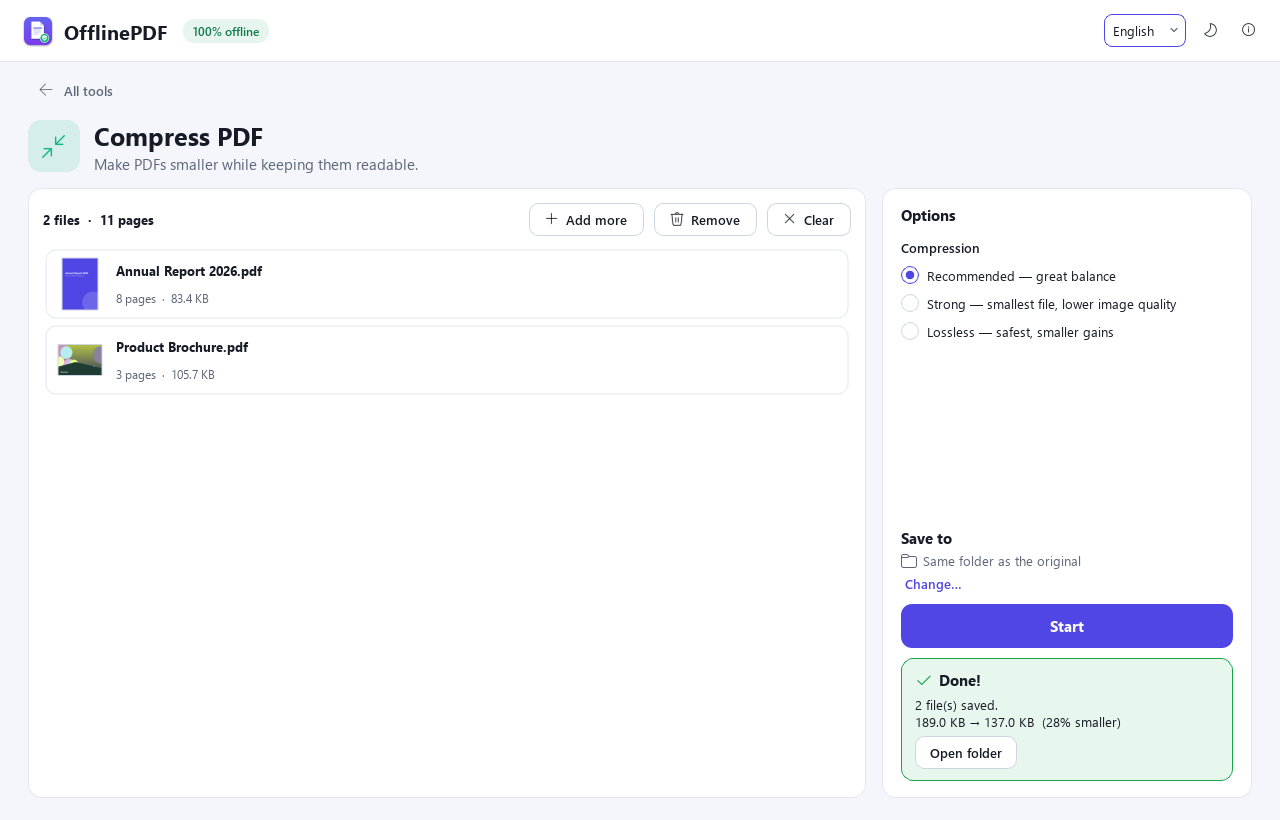 OfflinePDF
100% offline
English
All tools
Compress PDF
Make PDFs smaller while keeping them readable.
2 files · 11 pages
Add more
Remove
Clear
Annual Report 2026.pdf
8 pages · 83.4 KB
Product Brochure.pdf
3 pages · 105.7 KB
Options
Compression
Recommended — great balance
Strong — smallest file, lower image quality
Lossless — safest, smaller gains
Save to
Same folder as the original
Change...
Start
Done!
2 file(s) saved.
189.0 KB → 137.0 KB (28% smaller)
Open folder